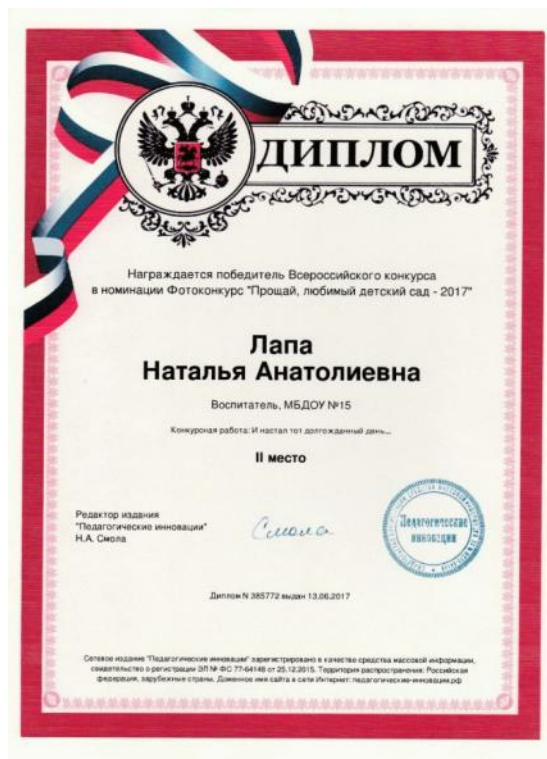 ДИПЛОМ
Награждается победитель Всероссийского конкурса
в номинации Фотоконкурс "Прощай, любимый детский сад - 2017"
Лапа
Наталья Анатолиевна
Воспитатель, МБДОУ №15
Конкурсная работа: И настал тот долгожданный день...
II место
Редактор издания
"Педагогические инновации"
Н.А. Смола
Смола
Педагогические
инновации
Диплом N 385772 выдан 13.06.2017
Сетевое издание "Педагогические инновации" зарегистрировано в качестве средства массовой информации,
свидетельство о регистрации ЭЛ № ФС 77-64148 от 25.12.2015. Территория распространения: Российская
федерация, зарубежные страны. Доменное имя сайта в сети Интернет: педагогические-инновации.рф